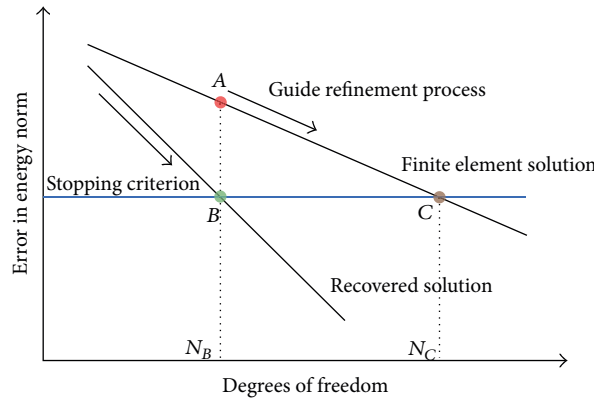 A
Guide refinement process
Finite element solution
Stopping criterion
B
C
Recovered solution
N_B
N_C
Error in energy norm
Degrees of freedom